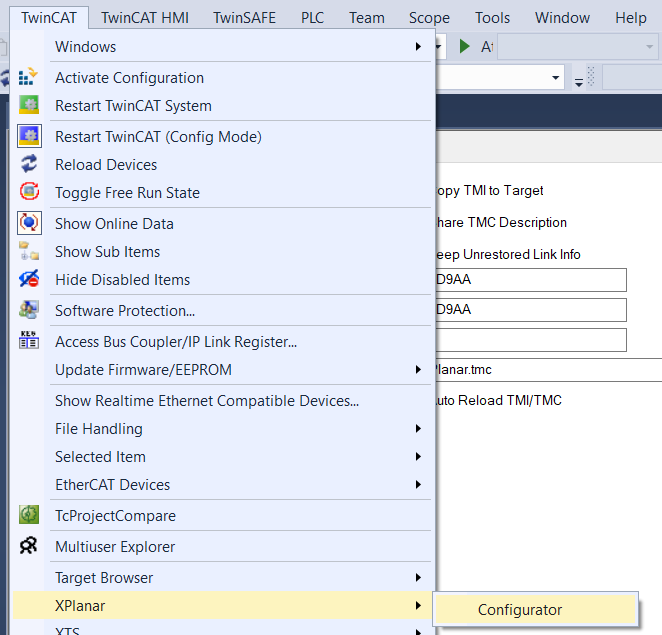 TwinCAT TwinCAT HMI TwinSAFE PLC Team Scope Tools Window Help
Windows
Activate Configuration
Restart TwinCAT System
Restart TwinCAT (Config Mode)
Reload Devices
Toggle Free Run State
Show Online Data
Show Sub Items
Hide Disabled Items
Software Protection...
Access Bus Coupler/IP Link Register...
Update Firmware/EEPROM
Show Realtime Ethernet Compatible Devices...
File Handling
Selected Item
EtherCAT Devices
TcProjectCompare
Multiuser Explorer
Target Browser
XPlanar
XTS
Configurator
At
opy TMI to Target
hare TMC Description
eep Unrestored Link Info
D9AA
D9AA
lanar.tmc
uto Reload TMI/TMC